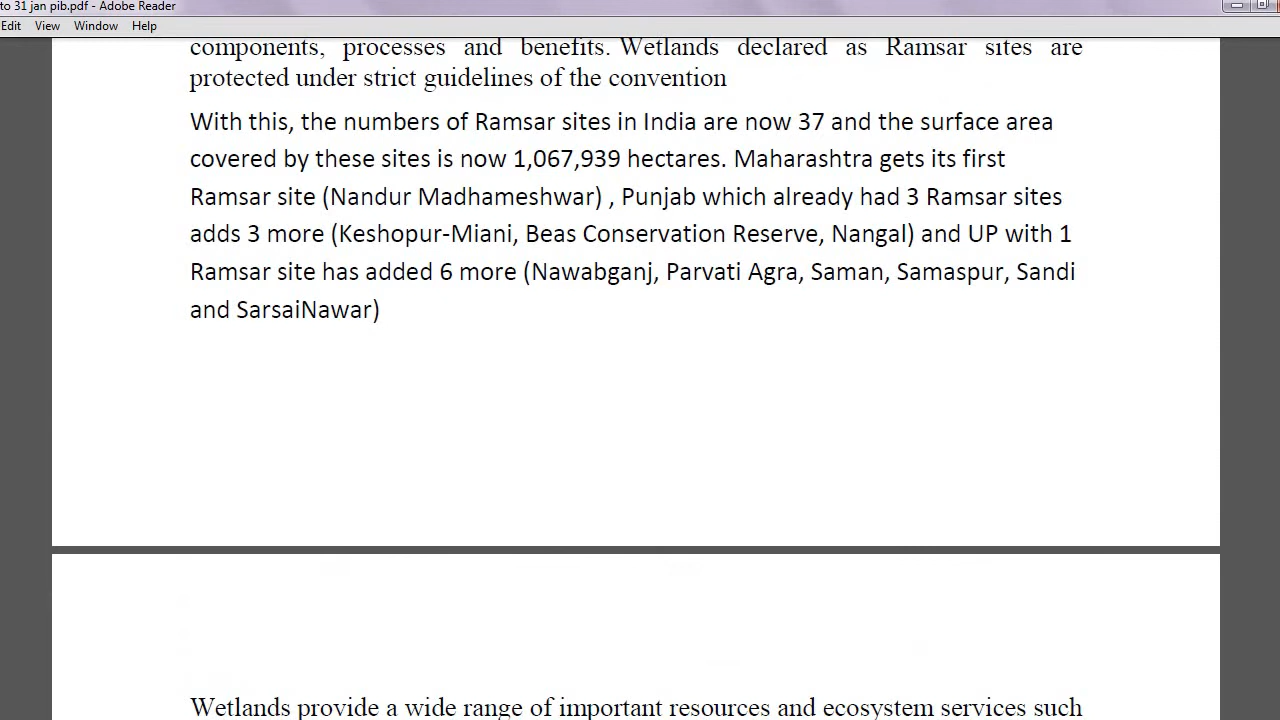 to 31 jan pib.pdf - Adobe Reader
Edit View Window Help
components, processes and benefits. Wetlands declared as Ramsar sites are
protected under strict guidelines of the convention
With this, the numbers of Ramsar sites in India are now 37 and the surface area
covered by these sites is now 1,067,939 hectares. Maharashtra gets its first
Ramsar site (Nandur Madhameshwar) , Punjab which already had 3 Ramsar sites
adds 3 more (Keshopur-Miani, Beas Conservation Reserve, Nangal) and UP with 1
Ramsar site has added 6 more (Nawabganj, Parvati Agra, Saman, Samaspur, Sandi
and SarsaiNawar)
Wetlands provide a wide range of important resources and ecosystem services such